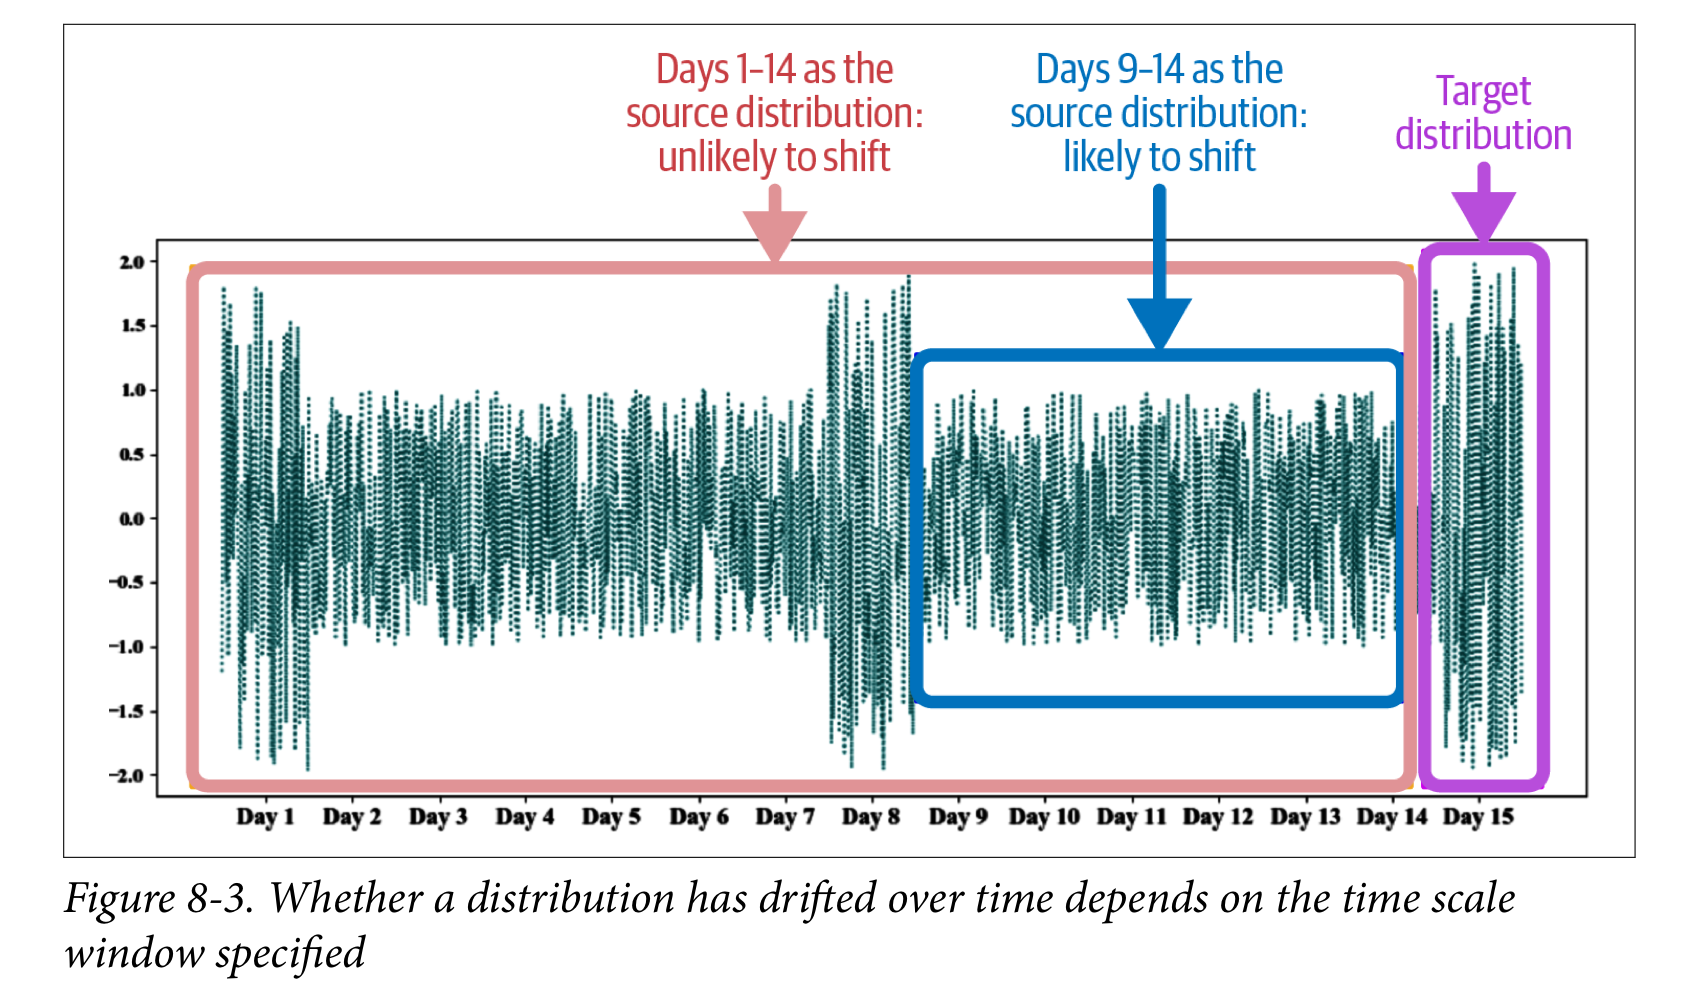 Days 1–14 as the
source distribution:
unlikely to shift
Days 9–14 as the
source distribution:
likely to shift
Target
distribution
2.0
1.5
1.0
0.5
0.0
−0.5
−1.0
−1.5
−2.0
Day 1 Day 2 Day 3 Day 4 Day 5 Day 6 Day 7 Day 8 Day 9 Day 10 Day 11 Day 12 Day 13 Day 14 Day 15
Figure 8-3. Whether a distribution has drifted over time depends on the time scale
window specified